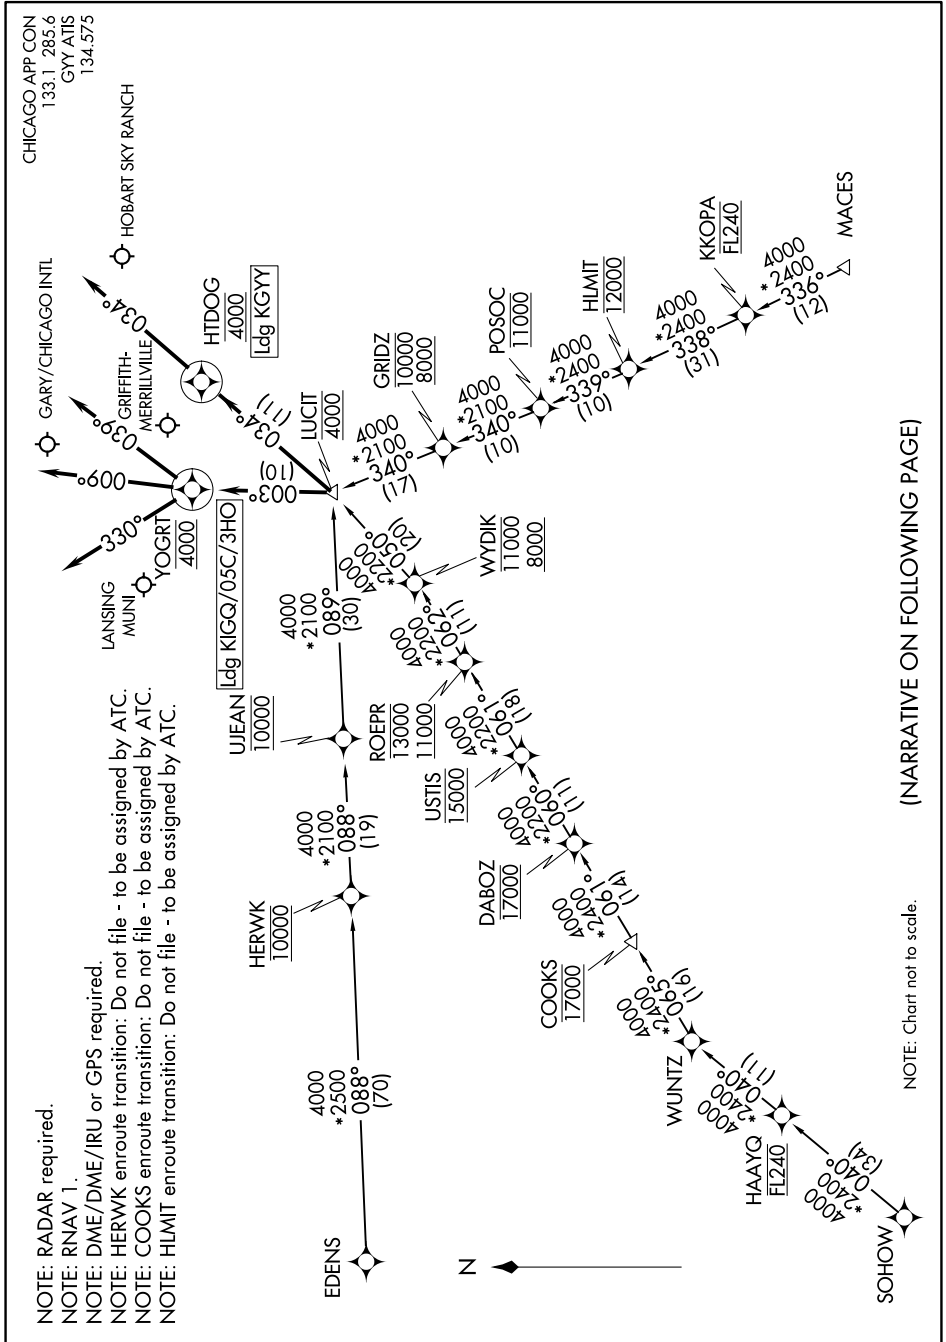 NOTE: RADAR required.
NOTE: RNAV 1.
NOTE: DME/DME/IRU or GPS required.
NOTE: HERWK enroute transition: Do not file - to be assigned by ATC.
NOTE: COOKS enroute transition: Do not file - to be assigned by ATC.
NOTE: HLMIT enroute transition: Do not file - to be assigned by ATC.
CHICAGO APP CON
133.1 285.6
GYY ATIS
134.575
GARY/CHICAGO INTL
HOBART SKY RANCH
GRIFFITH-
MERRILLVILLE
LANSING
MUNI
330°
009°
039°
034°
YOGRT
4000
Ldg KIGQ/05C/3HO
HTDOG
4000
Ldg KGYY
003°
(10)
034°
(11)
LUCIT
4000
EDENS
4000
*2500
088°
(70)
HERWK
10000
4000
*2100
088°
(19)
UJEAN
10000
4000
*2100
089°
(30)
SOHOW
4000
*2400
040°
(34)
HAAYQ
FL240
4000
*2400
040°
(11)
WUNTZ
4000
*2400
065°
(16)
COOKS
17000
4000
*2400
061°
(14)
DABOZ
17000
4000
*2200
060°
(11)
USTIS
15000
4000
*2200
061°
(18)
ROEPR
13000
11000
4000
*2200
062°
(11)
WYDIK
11000
8000
4000
*2200
050°
(20)
GRIDZ
10000
8000
4000
*2100
340°
(17)
POSOC
11000
4000
*2100
340°
(10)
HLMIT
12000
4000
*2400
339°
(10)
KKOPA
FL240
4000
*2400
338°
(31)
MACES
4000
*2400
336°
(12)
N
NOTE: Chart not to scale.
(NARRATIVE ON FOLLOWING PAGE)